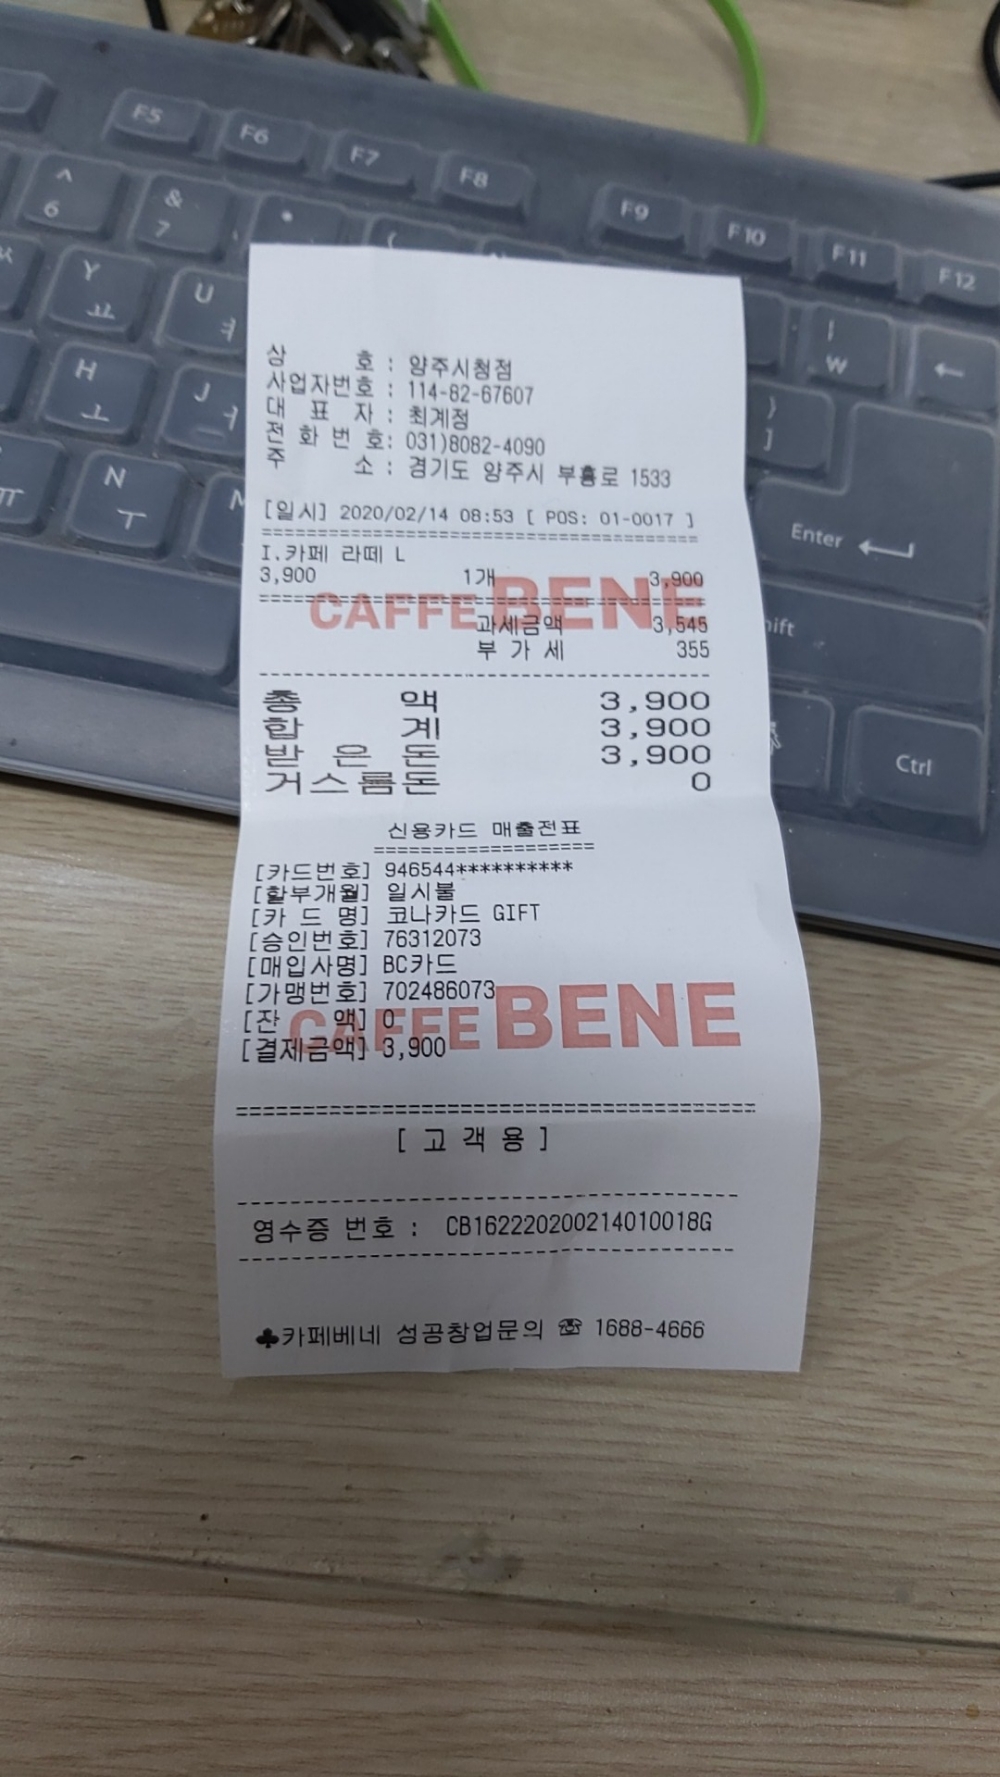 F5 F6 F7 F8 F9 F10 F11 F12
^ 6 & 7 * (
Y ㅛ U ㅕ | ₩ ←
H ㅗ J ㅓ } ]
N ㅜ M Enter
Ctrl
상 호 : 양주시청점
사업자번호 : 114-82-67607
대 표 자 : 최계점
전 화 번 호: 031)8082-4090
주 소 : 경기도 양주시 부흥로 1533
[일시] 2020/02/14 08:53 [ POS: 01-0017 ]
=======================================
I.카페 라떼 L
3,900 1개 3,900
=======================================
CAFFE BENE
과세금액 3,545
부 가 세 355
---------------------------------------
총 액 3,900
합 계 3,900
받 은 돈 3,900
거스름돈 0
신용카드 매출전표
====================
[카드번호] 946544**********
[할부개월] 일시불
[카 드 명] 코나카드 GIFT
[승인번호] 76312073
[매입사명] BC카드
[가맹번호] 702486073
CAFFE BENE
[잔 액] 0
[결제금액] 3,900
=======================================
[ 고 객 용 ]
---------------------------------------
영수증 번호 : CB162220200214010018G
---------------------------------------
♣카페베네 성공창업문의 ☏ 1688-4666